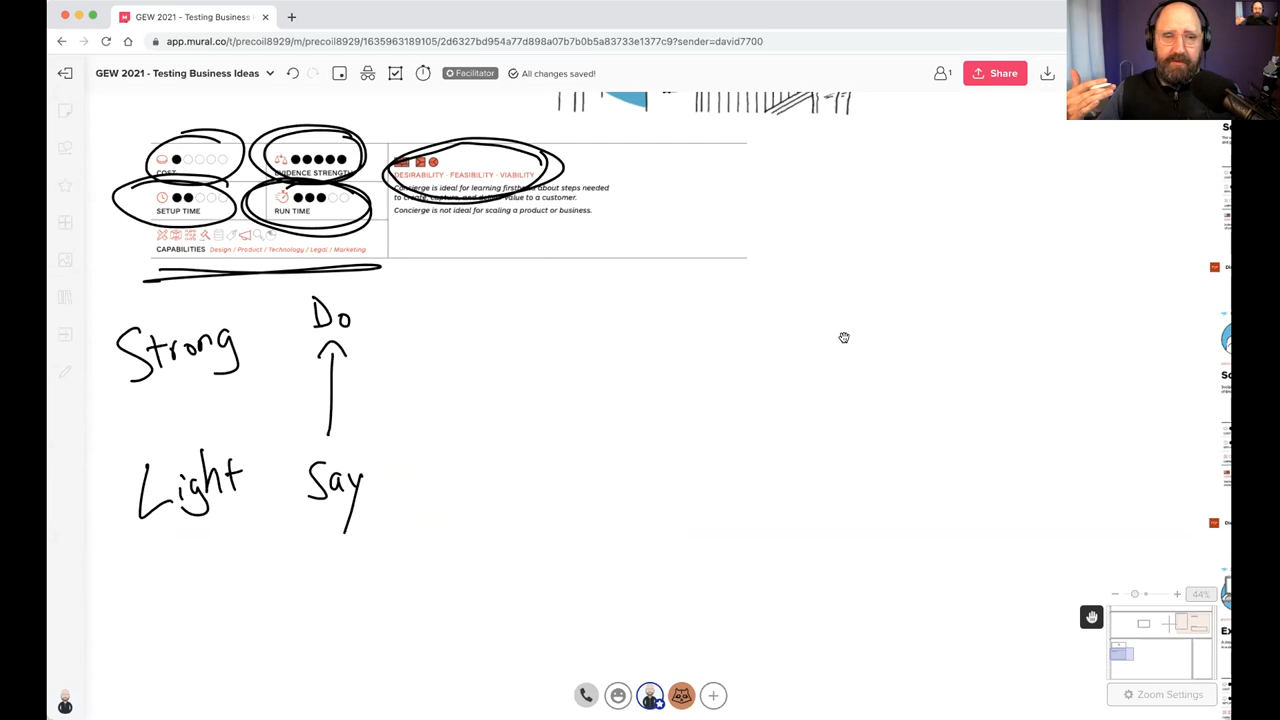 GEW 2021 - Testing Business I
app.mural.co/t/precoil8929/m/precoil8929/1635963189105/2d6327bd954a77d898a07b7b0b5a83733e1377c9?sender=david7700
GEW 2021 - Testing Business Ideas
Facilitator
All changes saved!
1
Share
COST
EVIDENCE STRENGTH
DESIRABILITY · FEASIBILITY · VIABILITY
Concierge is ideal for learning firsthand about steps needed
to create, capture, and deliver value to a customer.
SETUP TIME
RUN TIME
Concierge is not ideal for scaling a product or business.
CAPABILITIES Design / Product / Technology / Legal / Marketing
Strong
Do
Light
Say
44%
Zoom Settings